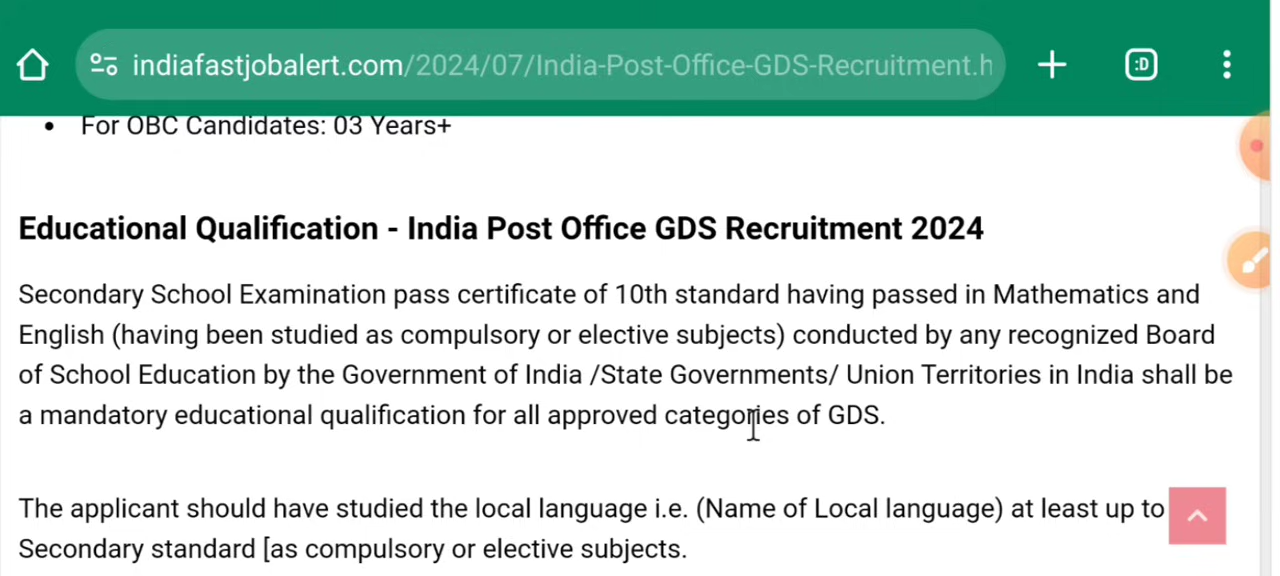 indiafastjobalert.com/2024/07/India-Post-Office-GDS-Recruitment.h
:D
• For OBC Candidates: 03 Years+
Educational Qualification - India Post Office GDS Recruitment 2024
Secondary School Examination pass certificate of 10th standard having passed in Mathematics and
English (having been studied as compulsory or elective subjects) conducted by any recognized Board
of School Education by the Government of India /State Governments/ Union Territories in India shall be
a mandatory educational qualification for all approved categories of GDS.
The applicant should have studied the local language i.e. (Name of Local language) at least up to
Secondary standard [as compulsory or elective subjects.